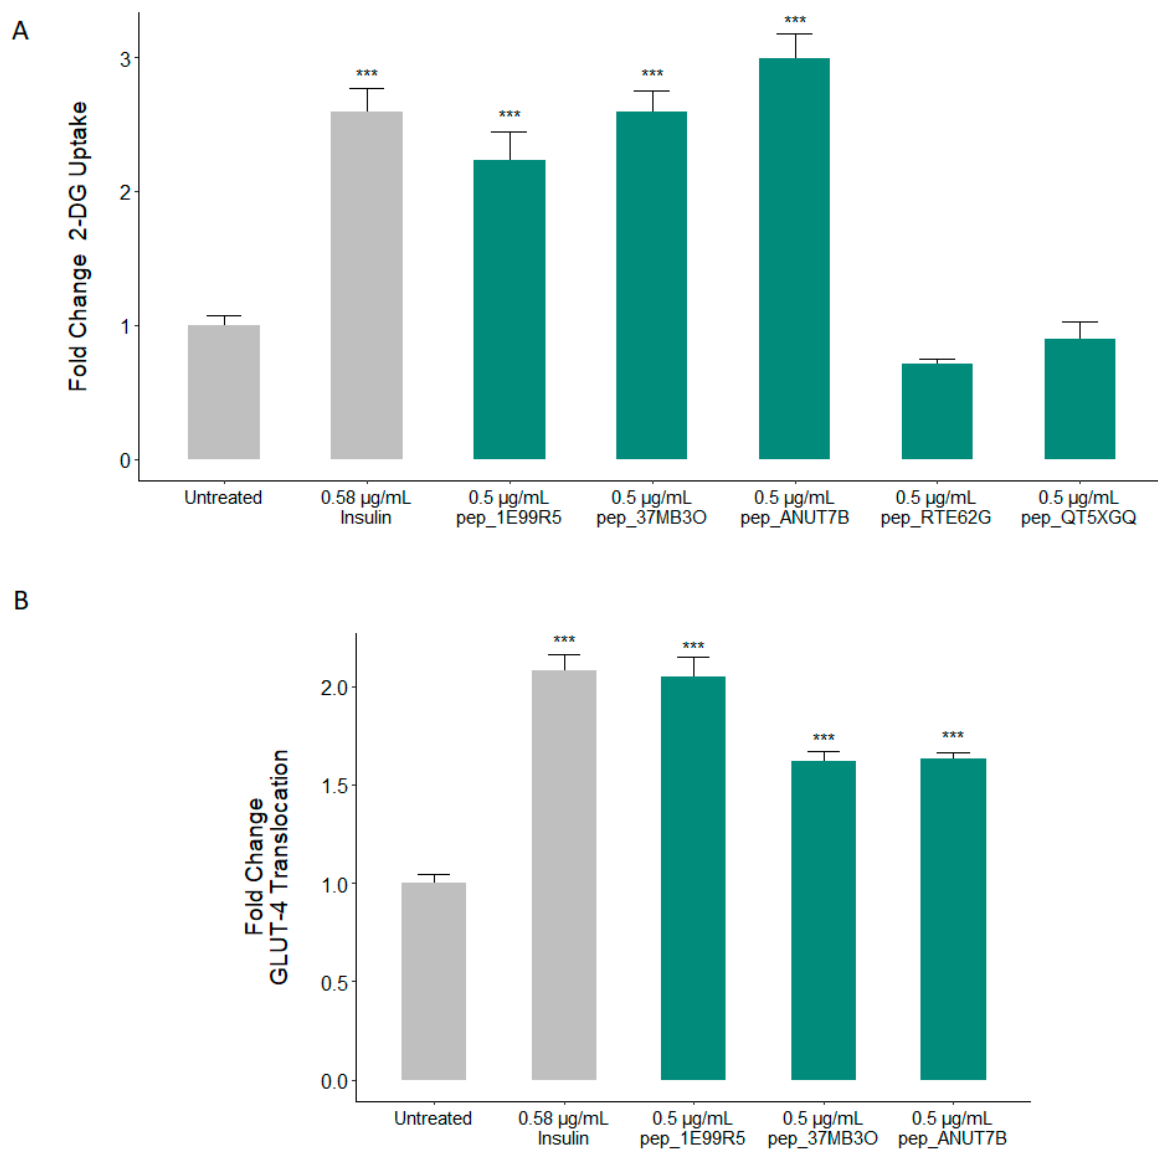 A
Fold Change 2-DG Uptake
3
2
1
0
***
***
***
***
Untreated
0.58 µg/mL
Insulin
0.5 µg/mL
pep_1E99R5
0.5 µg/mL
pep_37MB3O
0.5 µg/mL
pep_ANUT7B
0.5 µg/mL
pep_RTE62G
0.5 µg/mL
pep_QT5XGQ
B
Fold Change
GLUT-4 Translocation
2.0
1.5
1.0
0.5
0.0
***
***
***
***
Untreated
0.58 µg/mL
Insulin
0.5 µg/mL
pep_1E99R5
0.5 µg/mL
pep_37MB3O
0.5 µg/mL
pep_ANUT7B